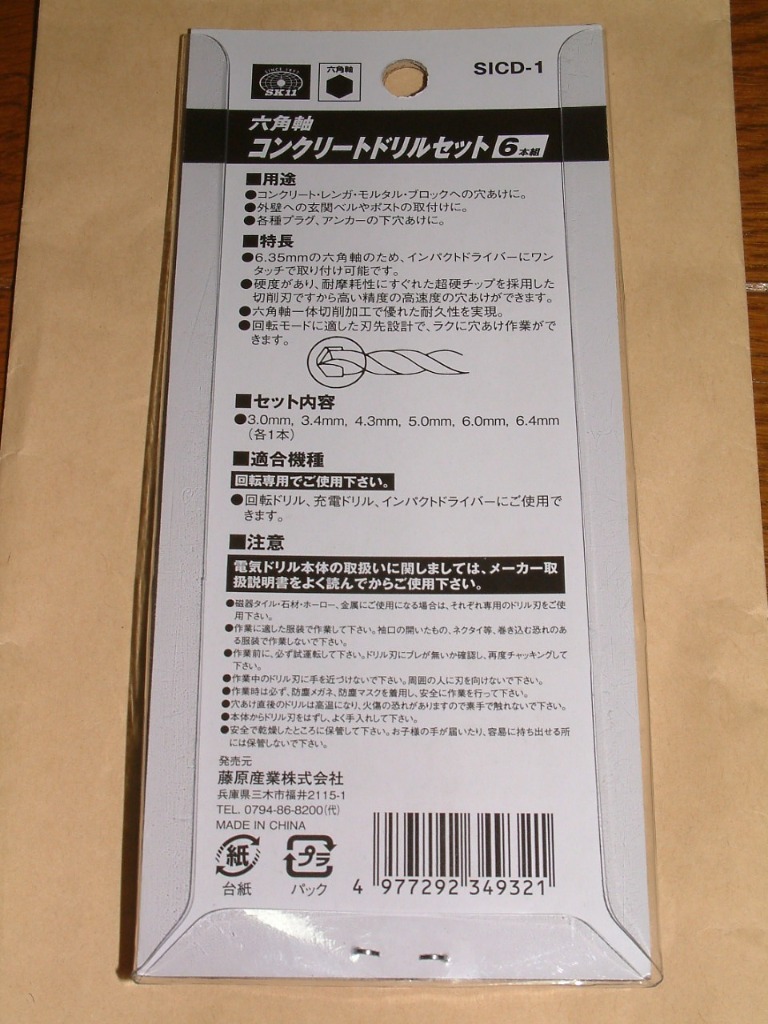 SINCE 1877
SK11
六角軸
SICD-1
六角軸
コンクリートドリルセット 6本組
■用途
●コンクリート・レンガ・モルタル・ブロックへの穴あけに。
●外壁への玄関ベルやポストの取付けに。
●各種プラグ、アンカーの下穴あけに。
■特長
●6.35mmの六角軸のため、インパクトドライバーにワン
タッチで取り付け可能です。
●硬度があり、耐摩耗性にすぐれた超硬チップを採用した
切削刃ですから高い精度の高速度の穴あけができます。
●六角軸一体切削加工で優れた耐久性を実現。
●回転モードに適した刃先設計で、ラクに穴あけ作業がで
きます。
■セット内容
●3.0mm, 3.4mm, 4.3mm, 5.0mm, 6.0mm, 6.4mm
(各1本)
■適合機種
回転専用でご使用下さい。
●回転ドリル、充電ドリル、インパクトドライバーにご使用で
きます。
■注意
電気ドリル本体の取扱いに関しましては、メーカー取
扱説明書をよく読んでからご使用下さい。
●磁器タイル・石材・ホーロー、金属にご使用になる場合は、それぞれ専用のドリル刃をご使
用下さい。
●作業に適した服装で作業して下さい。袖口の開いたもの、ネクタイ等、巻き込む恐れのあ
る服装で作業しないで下さい。
●作業前に、必ず試運転して下さい。ドリル刃にブレが無いか確認し、再度チャッキングして
下さい。
●作業中のドリル刃に手を近づけないで下さい。周囲の人に刃を向けないで下さい。
●作業時は必ず、防塵メガネ、防塵マスクを着用し、安全に作業を行って下さい。
●穴あけ直後のドリルは高温になり、火傷の恐れがありますので素手で触れないで下さい。
●本体からドリル刃をはずし、よく手入れして下さい。
●安全で乾燥したところに保管して下さい。お子様の手が届いたり、容易に持ち出せる所
には保管しないで下さい。
発売元
藤原産業株式会社
兵庫県三木市福井2115-1
TEL. 0794-86-8200(代)
MADE IN CHINA
紙 プラ
台紙 パック
4 977292 349321